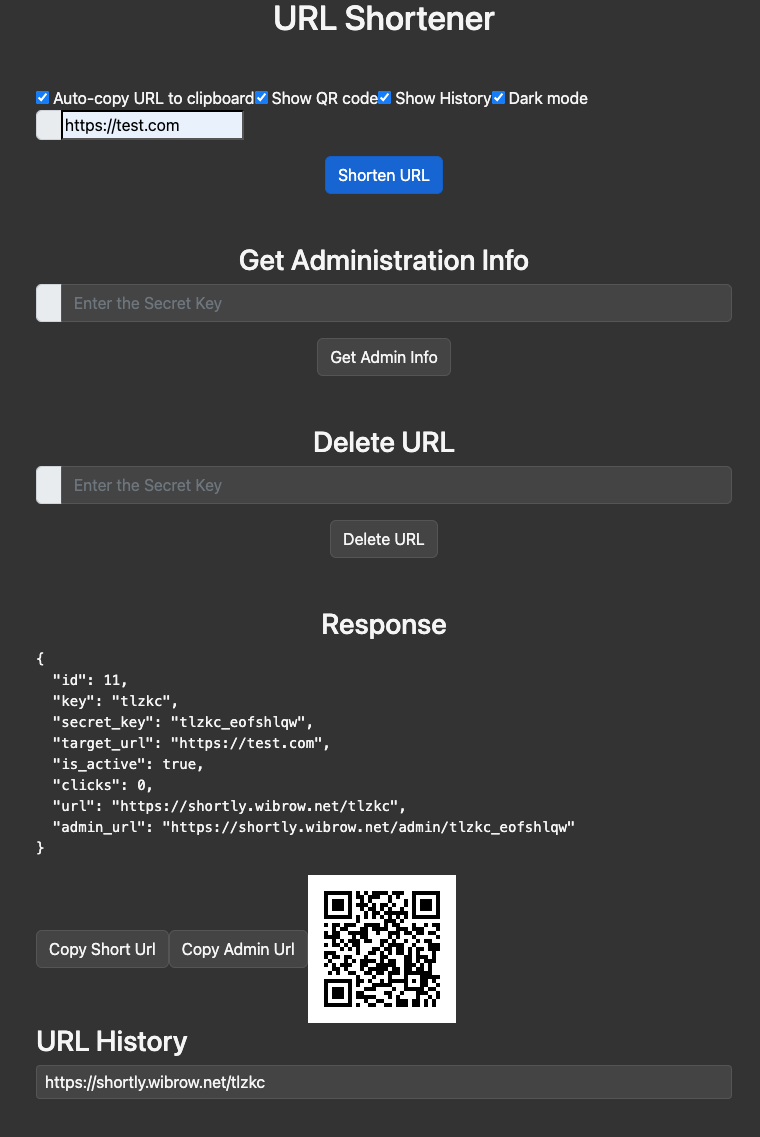 URL Shortener
Auto-copy URL to clipboard Show QR code Show History Dark mode
https://test.com
Shorten URL
Get Administration Info
Enter the Secret Key
Get Admin Info
Delete URL
Enter the Secret Key
Delete URL
Response
{
  "id": 11,
  "key": "tlzkc",
  "secret_key": "tlzkc_eofshlqw",
  "target_url": "https://test.com",
  "is_active": true,
  "clicks": 0,
  "url": "https://shortly.wibrow.net/tlzkc",
  "admin_url": "https://shortly.wibrow.net/admin/tlzkc_eofshlqw"
}
Copy Short Url Copy Admin Url
URL History
https://shortly.wibrow.net/tlzkc